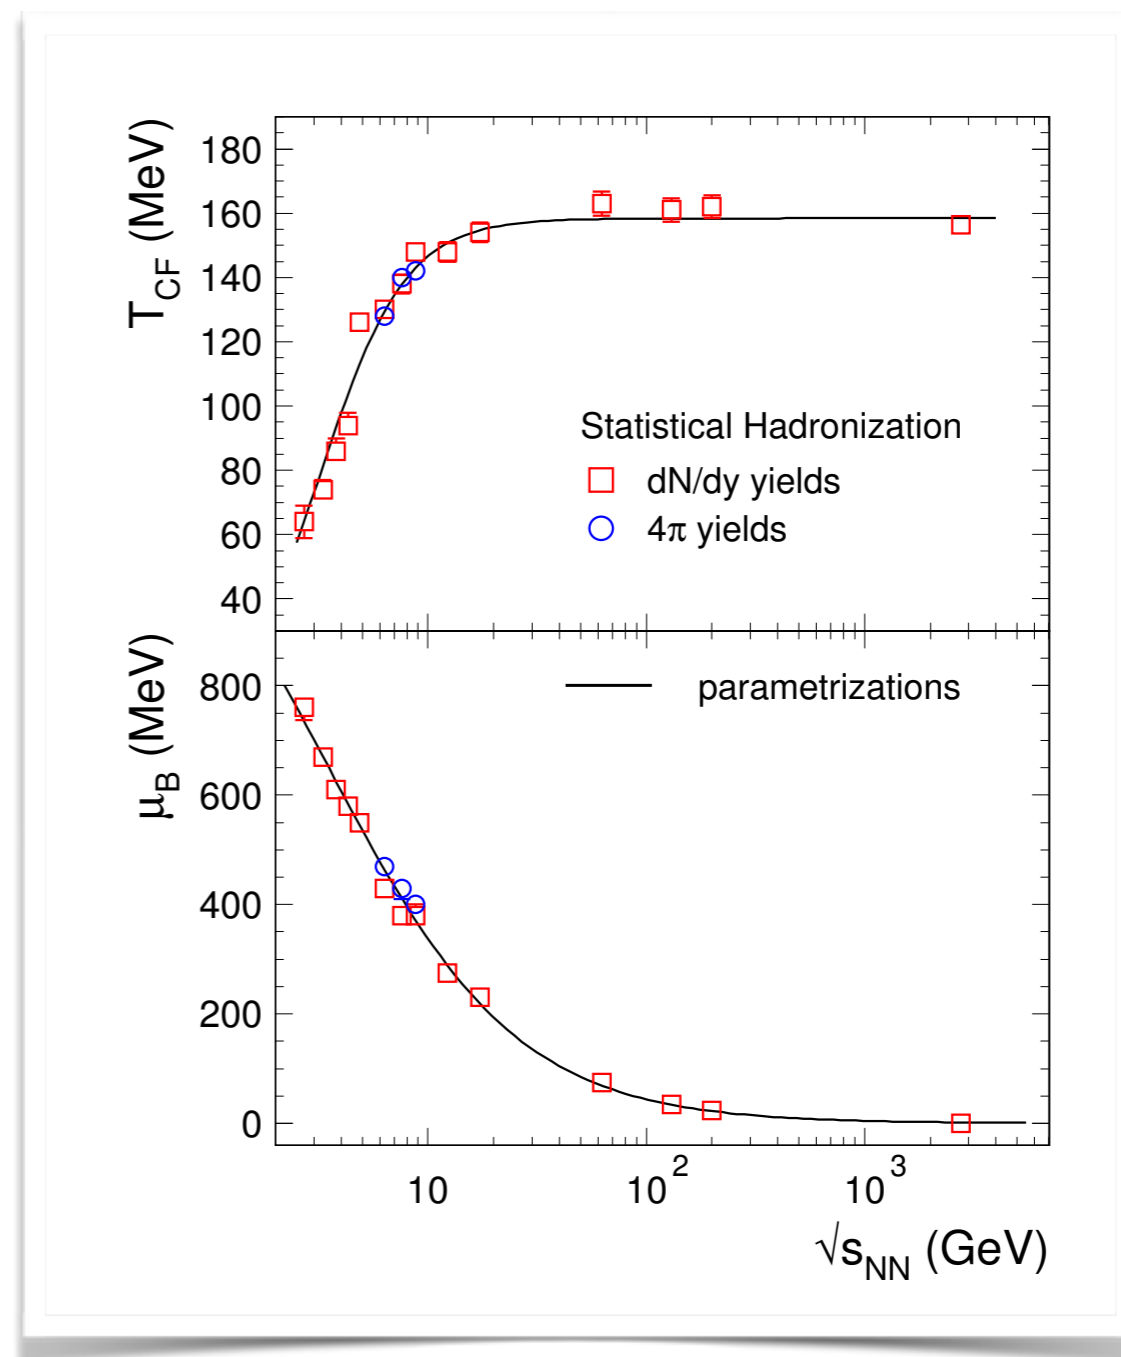 T_CF (MeV)
180
160
140
120
100
80
60
40
Statistical Hadronization
dN/dy yields
4π yields
μ_B (MeV)
800
600
400
200
0
parametrizations
10
10^2
10^3
√s_NN (GeV)